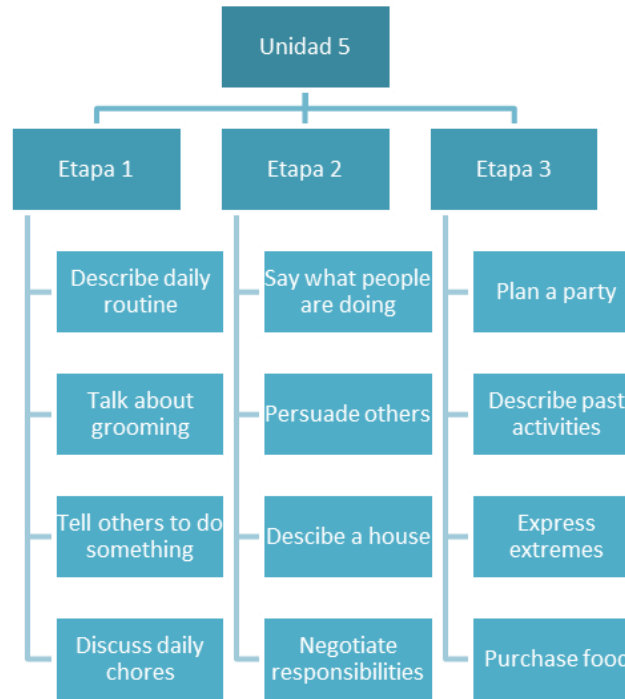 Unidad 5
Etapa 1
Describe daily
routine
Talk about
grooming
Tell others to do
something
Discuss daily
chores
Etapa 2
Say what people
are doing
Persuade others
Descibe a house
Negotiate
responsibilities
Etapa 3
Plan a party
Describe past
activities
Express
extremes
Purchase food